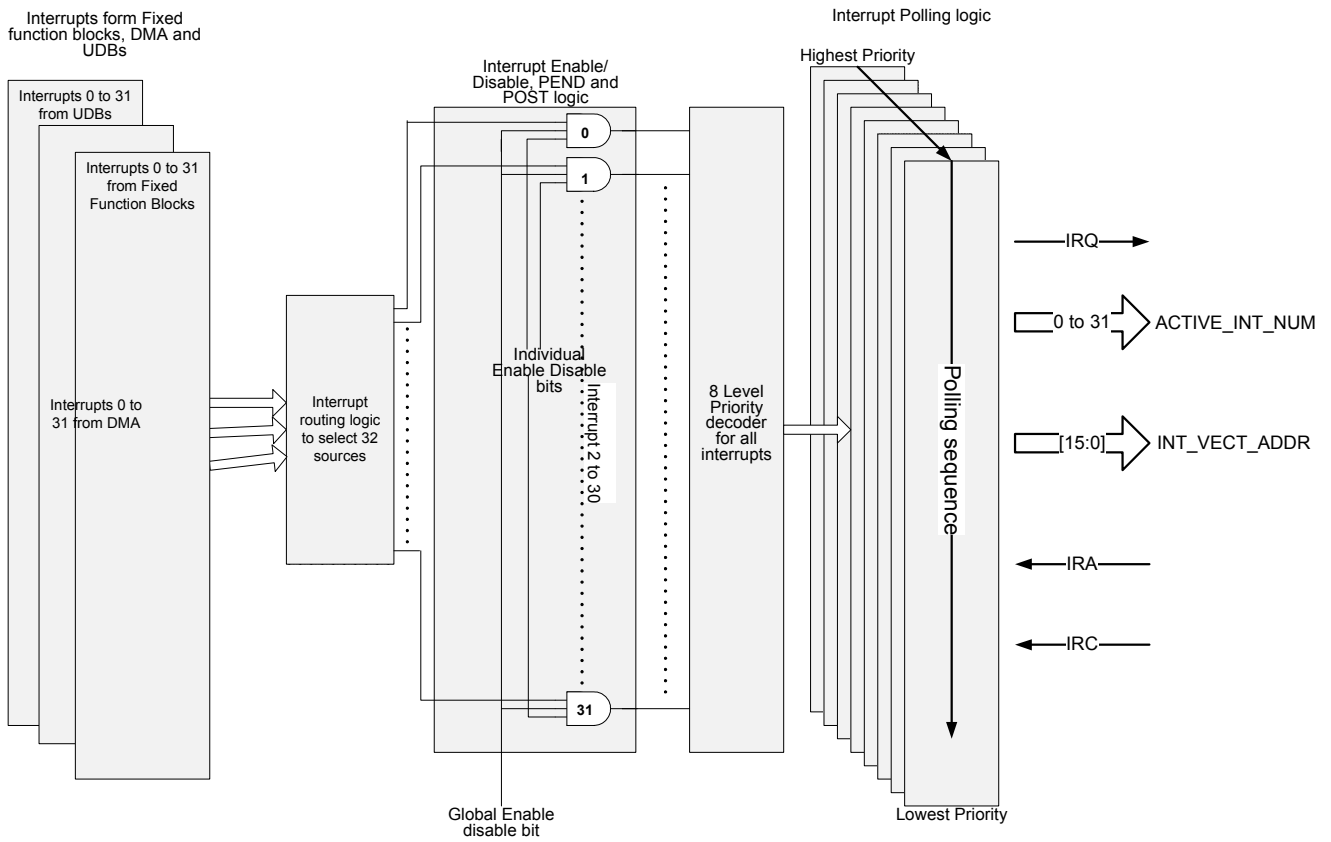 Interrupts form Fixed
function blocks, DMA and
UDBs
Interrupts 0 to 31
from UDBs
Interrupts 0 to 31
from Fixed
Function Blocks
Interrupts 0 to
31 from DMA
Interrupt
routing logic
to select 32
sources
Interrupt Enable/
Disable, PEND and
POST logic
0
1
Individual
Enable Disable
bits
Interrupt 2 to 30
31
Global Enable
disable bit
8 Level
Priority
decoder
for all
interrupts
Interrupt Polling logic
Highest Priority
Polling sequence
Lowest Priority
IRQ
0 to 31
ACTIVE_INT_NUM
[15:0]
INT_VECT_ADDR
IRA
IRC